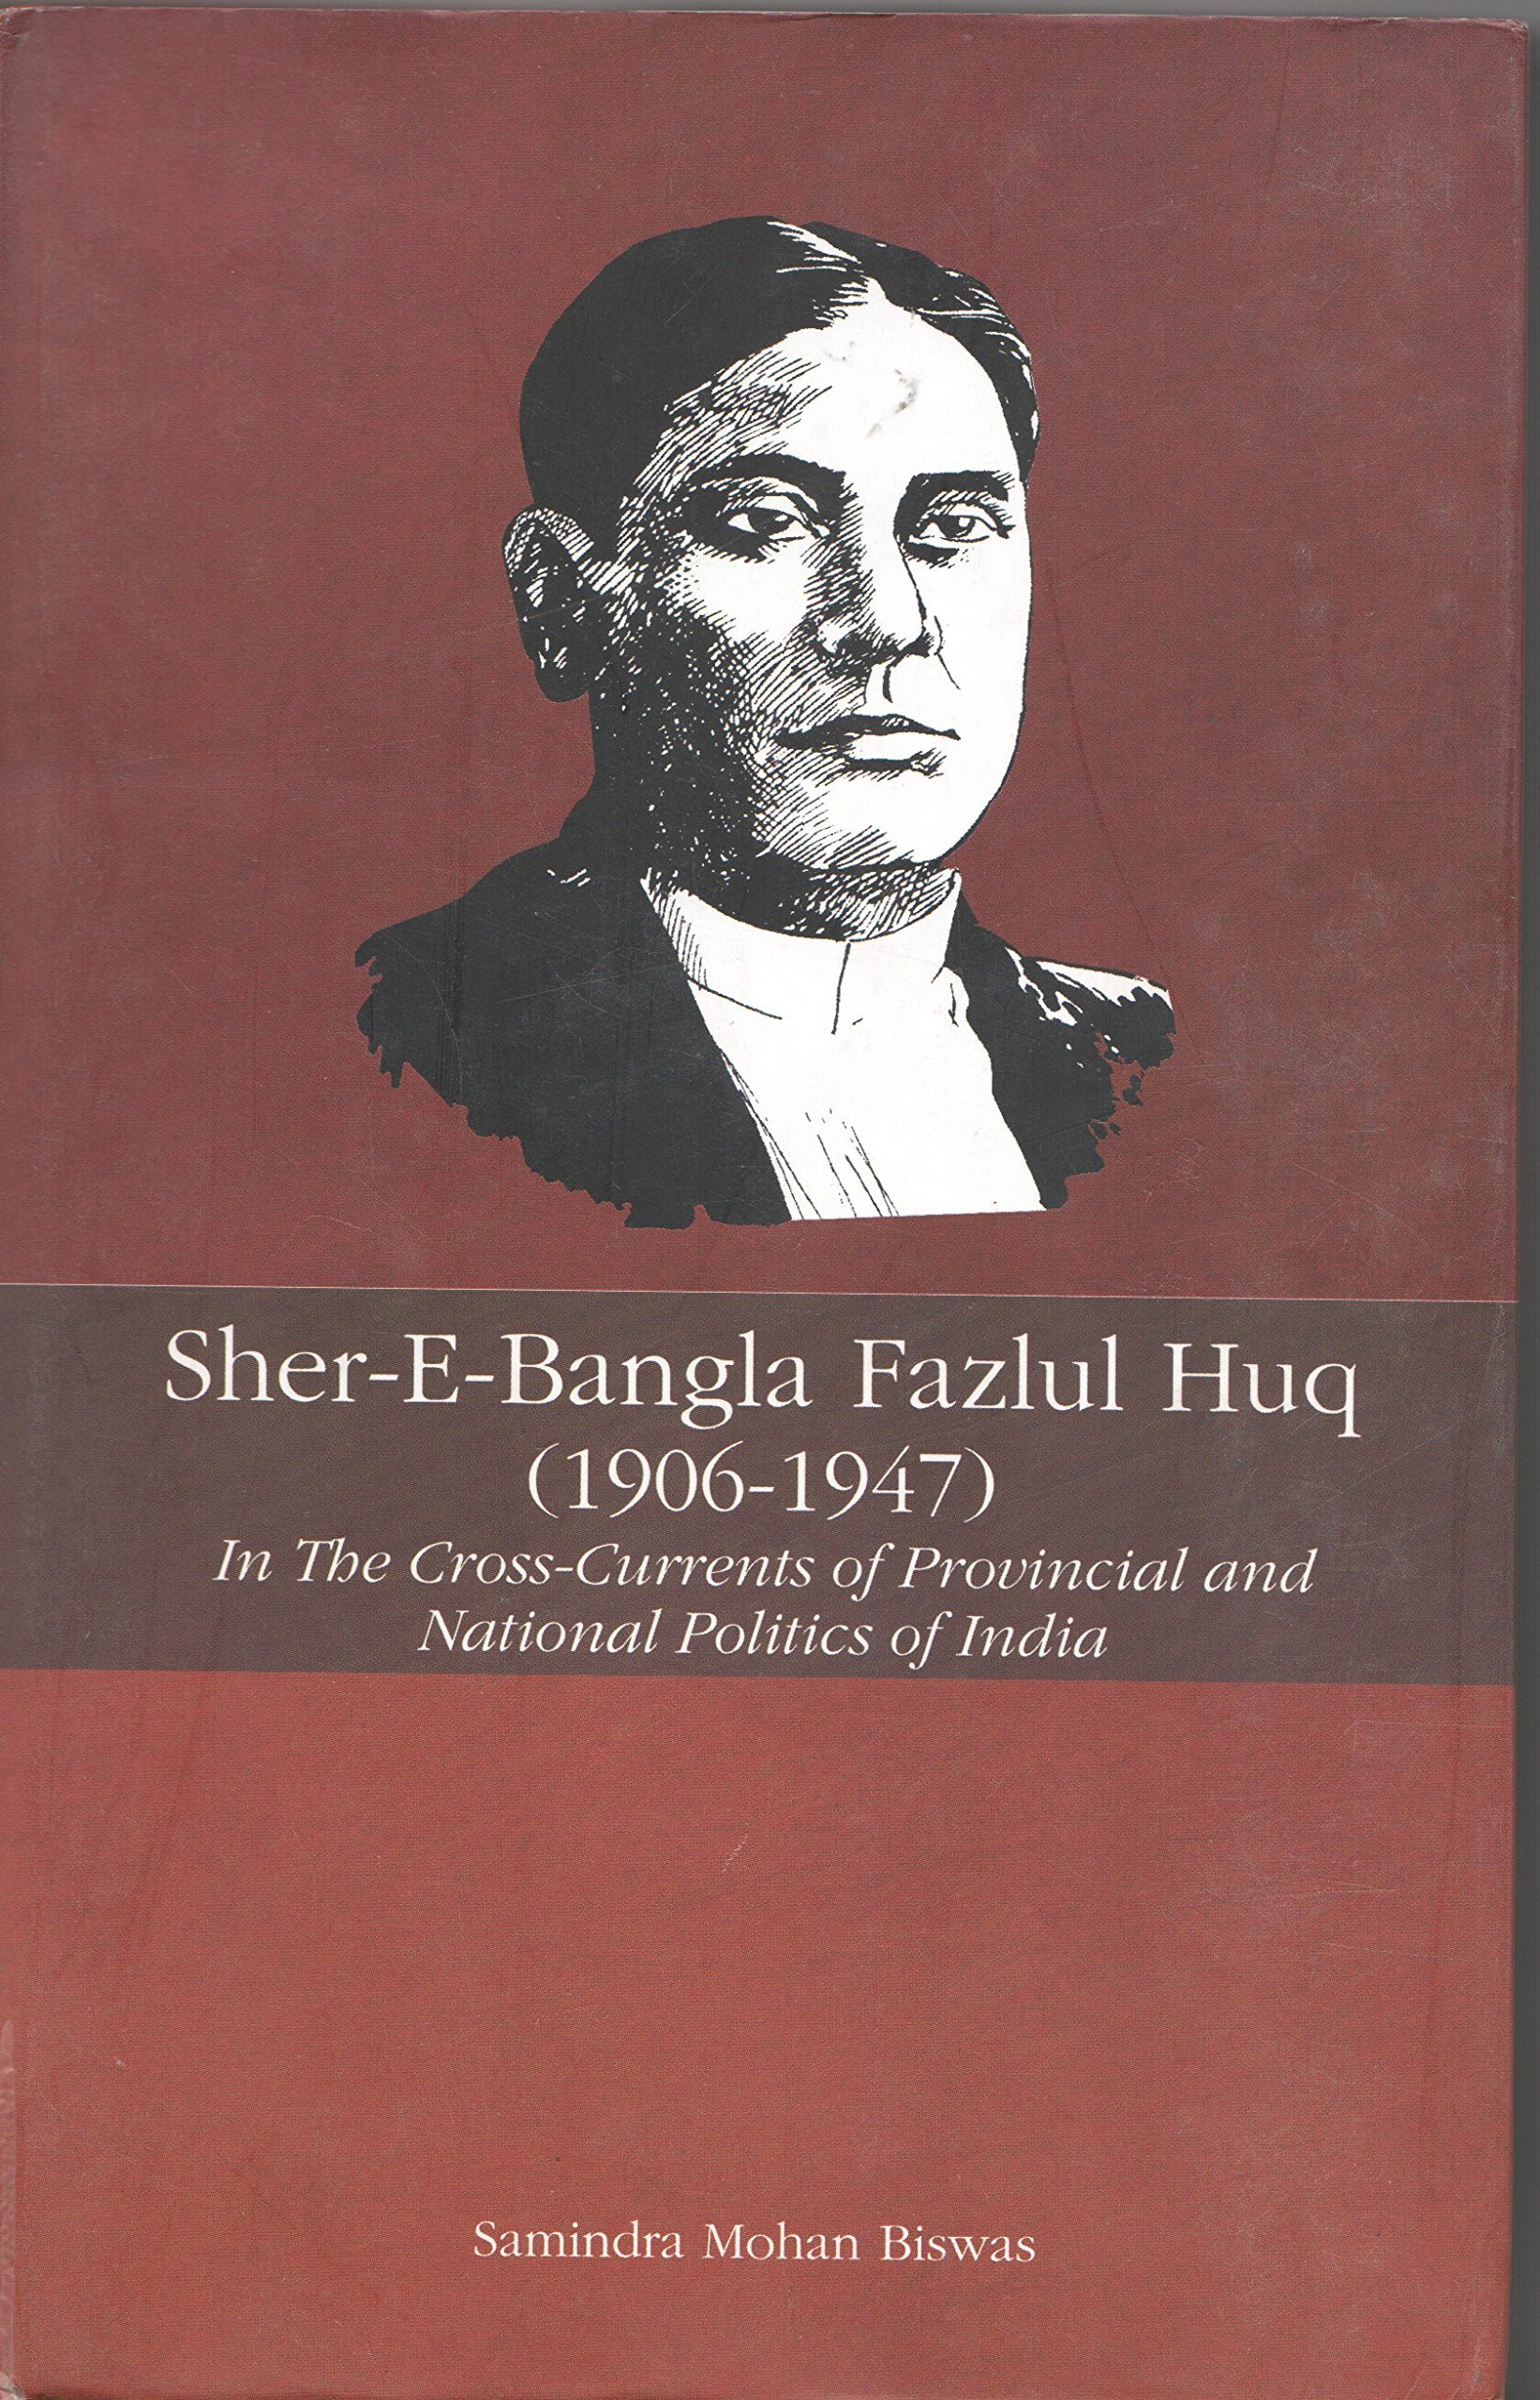 Sher-E-Bangla Fazlul Huq
(1906-1947)
In The Cross-Currents of Provincial and
National Politics of India
Samindra Mohan Biswas